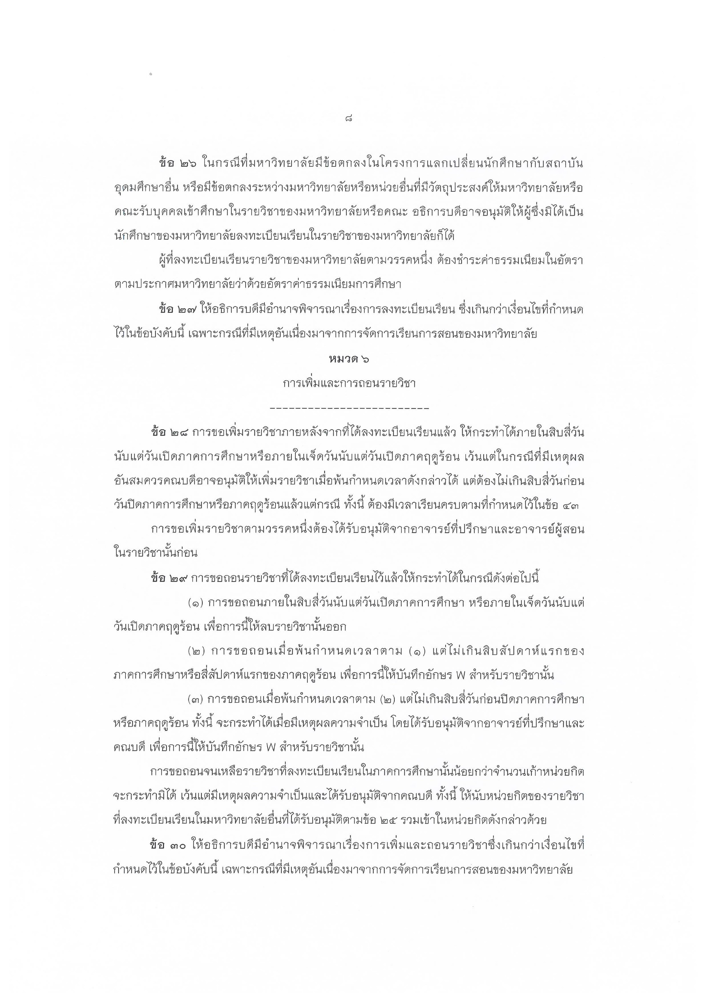 ๘
ข้อ ๒๖ ในกรณีที่มหาวิทยาลัยมีข้อตกลงในโครงการแลกเปลี่ยนนักศึกษากับสถาบัน
อุดมศึกษาอื่น หรือมีข้อตกลงระหว่างมหาวิทยาลัยหรือหน่วยอื่นที่มีวัตถุประสงค์ให้มหาวิทยาลัยหรือ
คณะรับบุคคลเข้าศึกษาในรายวิชาของมหาวิทยาลัยหรือคณะ อธิการบดีอาจอนุมัติให้ผู้ซึ่งมิได้เป็น
นักศึกษาของมหาวิทยาลัยลงทะเบียนเรียนในรายวิชาของมหาวิทยาลัยก็ได้
ผู้ที่ลงทะเบียนเรียนรายวิชาของมหาวิทยาลัยตามวรรคหนึ่ง ต้องชำระค่าธรรมเนียมในอัตรา
ตามประกาศมหาวิทยาลัยว่าด้วยอัตราค่าธรรมเนียมการศึกษา
ข้อ ๒๗ ให้อธิการบดีมีอำนาจพิจารณาเรื่องการลงทะเบียนเรียน ซึ่งเกินกว่าเงื่อนไขที่กำหนด
ไว้ในข้อบังคับนี้ เฉพาะกรณีที่มีเหตุอันเนื่องมาจากการจัดการเรียนการสอนของมหาวิทยาลัย
หมวด ๖
การเพิ่มและการถอนรายวิชา
-------------------------
ข้อ ๒๘ การขอเพิ่มรายวิชาภายหลังจากที่ได้ลงทะเบียนเรียนแล้ว ให้กระทำได้ภายในสิบสี่วัน
นับแต่วันเปิดภาคการศึกษาหรือภายในเจ็ดวันนับแต่วันเปิดภาคฤดูร้อน เว้นแต่ในกรณีที่มีเหตุผล
อันสมควรคณบดีอาจอนุมัติให้เพิ่มรายวิชาเมื่อพ้นกำหนดเวลาดังกล่าวได้ แต่ต้องไม่เกินสิบสี่วันก่อน
วันปิดภาคการศึกษาหรือภาคฤดูร้อนแล้วแต่กรณี ทั้งนี้ ต้องมีเวลาเรียนครบตามที่กำหนดไว้ในข้อ ๔๓
การขอเพิ่มรายวิชาตามวรรคหนึ่งต้องได้รับอนุมัติจากอาจารย์ที่ปรึกษาและอาจารย์ผู้สอน
ในรายวิชานั้นก่อน
ข้อ ๒๙ การขอถอนรายวิชาที่ได้ลงทะเบียนเรียนไว้แล้วให้กระทำได้ในกรณีดังต่อไปนี้
(๑) การขอถอนภายในสิบสี่วันนับแต่วันเปิดภาคการศึกษา หรือภายในเจ็ดวันนับแต่
วันเปิดภาคฤดูร้อน เพื่อการนี้ให้ลบรายวิชานั้นออก
(๒) การขอถอนเมื่อพ้นกำหนดเวลาตาม (๑) แต่ไม่เกินสิบสัปดาห์แรกของ
ภาคการศึกษาหรือสี่สัปดาห์แรกของภาคฤดูร้อน เพื่อการนี้ให้บันทึกอักษร W สำหรับรายวิชานั้น
(๓) การขอถอนเมื่อพ้นกำหนดเวลาตาม (๒) แต่ไม่เกินสิบสี่วันก่อนปิดภาคการศึกษา
หรือภาคฤดูร้อน ทั้งนี้ จะกระทำได้เมื่อมีเหตุผลความจำเป็น โดยได้รับอนุมัติจากอาจารย์ที่ปรึกษาและ
คณบดี เพื่อการนี้ให้บันทึกอักษร W สำหรับรายวิชานั้น
การขอถอนจนเหลือรายวิชาที่ลงทะเบียนเรียนในภาคการศึกษานั้นน้อยกว่าจำนวนเก้าหน่วยกิต
จะกระทำมิได้ เว้นแต่มีเหตุผลความจำเป็นและได้รับอนุมัติจากคณบดี ทั้งนี้ ให้นับหน่วยกิตของรายวิชา
ที่ลงทะเบียนเรียนในมหาวิทยาลัยอื่นที่ได้รับอนุมัติตามข้อ ๒๕ รวมเข้าในหน่วยกิตดังกล่าวด้วย
ข้อ ๓๐ ให้อธิการบดีมีอำนาจพิจารณาเรื่องการเพิ่มและถอนรายวิชาซึ่งเกินกว่าเงื่อนไขที่
กำหนดไว้ในข้อบังคับนี้ เฉพาะกรณีที่มีเหตุอันเนื่องมาจากการจัดการเรียนการสอนของมหาวิทยาลัย